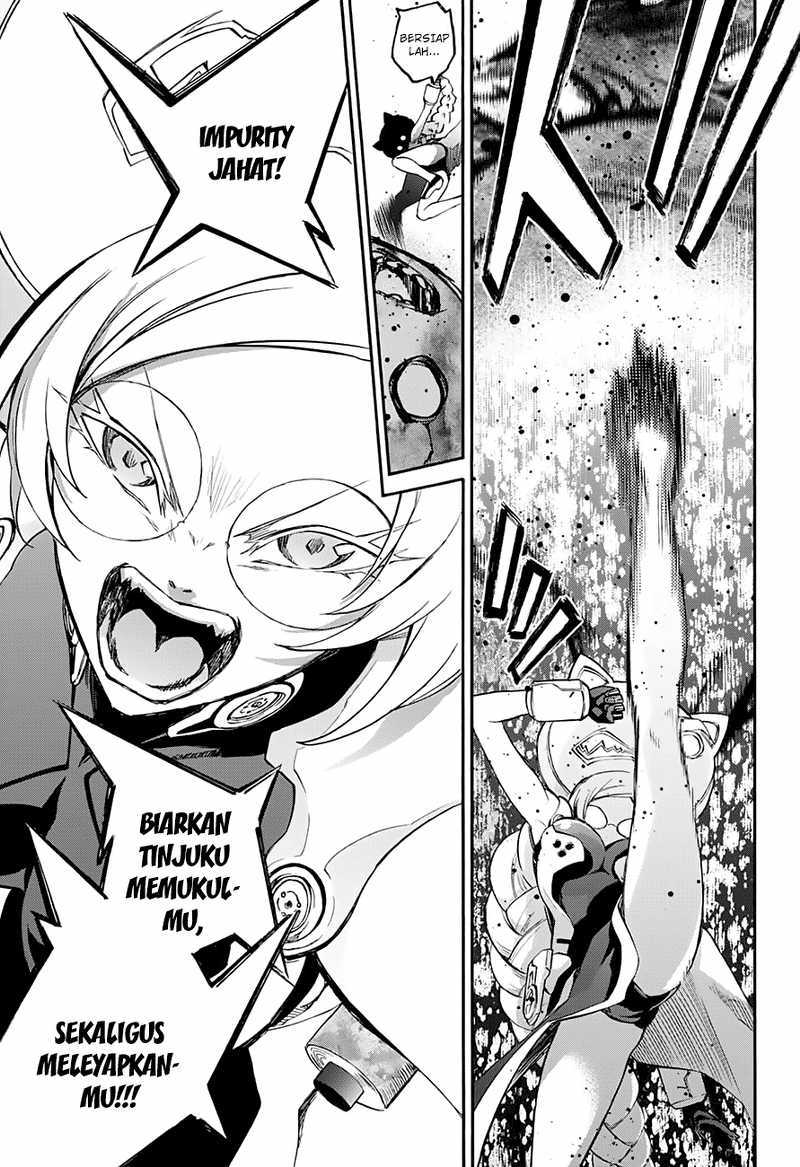 BERSIAP
LAH...
IMPURITY
JAHAT!
BIARKAN
TINJUKU
MEMUKUL-
MU,
SEKALIGUS
MELEYAPKAN-
MU!!!